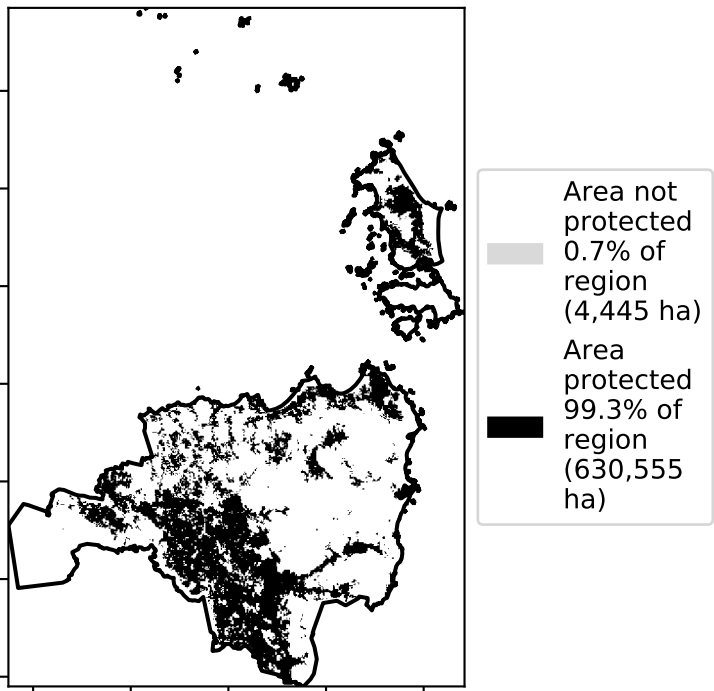 Area not
protected
0.7% of
region
(4,445 ha)
Area
protected
99.3% of
region
(630,555
ha)